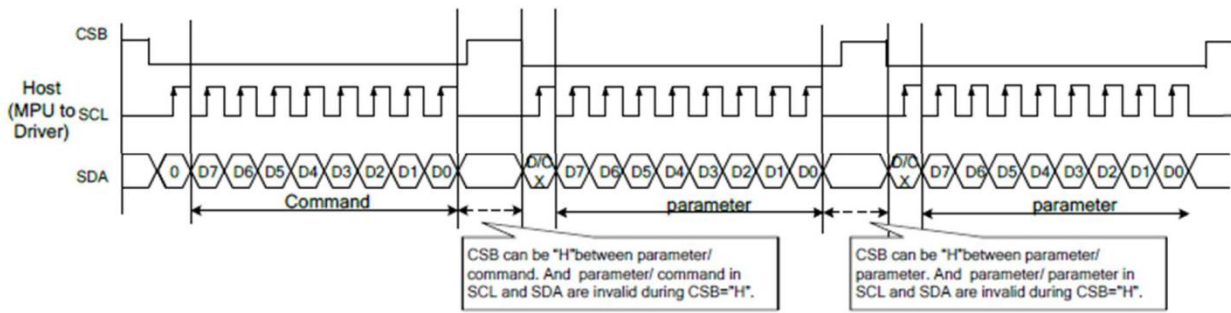 CSB
Host
(MPU to
Driver)
SCL
SDA
0 D7 D6 D5 D4 D3 D2 D1 D0
D/C
X
D7 D6 D5 D4 D3 D2 D1 D0
D/C
X
D7 D6 D5 D4 D3 D2 D1 D0
Command
parameter
parameter
CSB can be "H"between parameter/
command. And parameter/ command in
SCL and SDA are invalid during CSB="H".
CSB can be "H"between parameter/
parameter. And parameter/ parameter in
SCL and SDA are invalid during CSB="H".